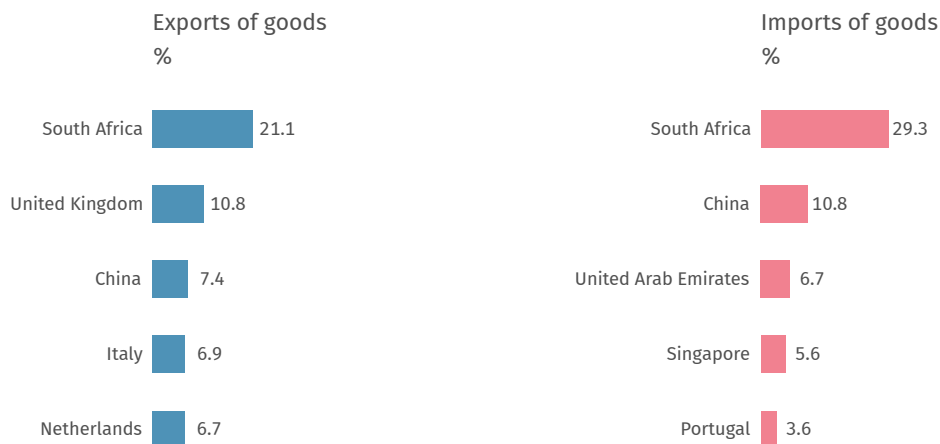 Exports of goods
%
South Africa 21.1
United Kingdom 10.8
China 7.4
Italy 6.9
Netherlands 6.7
Imports of goods
%
South Africa 29.3
China 10.8
United Arab Emirates 6.7
Singapore 5.6
Portugal 3.6